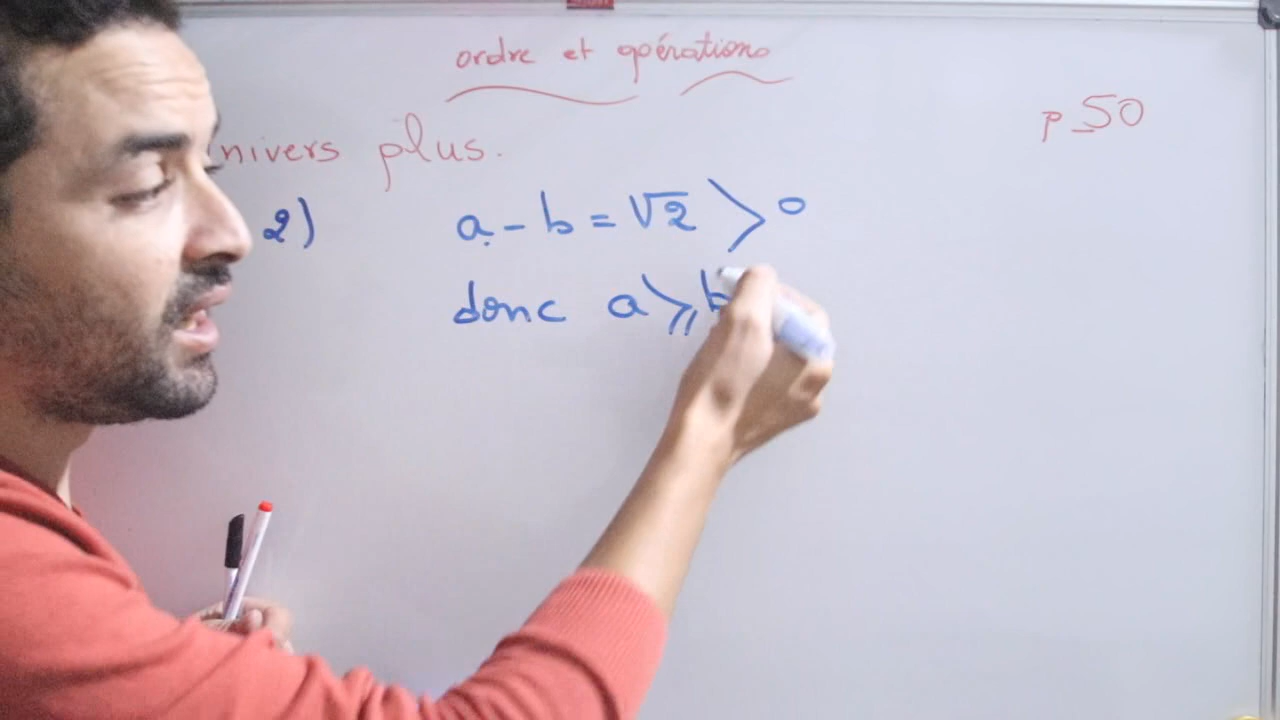 ordre et opérations
p 50
nivers plus.
2) a - b = √2 > 0
donc a ⩾ b